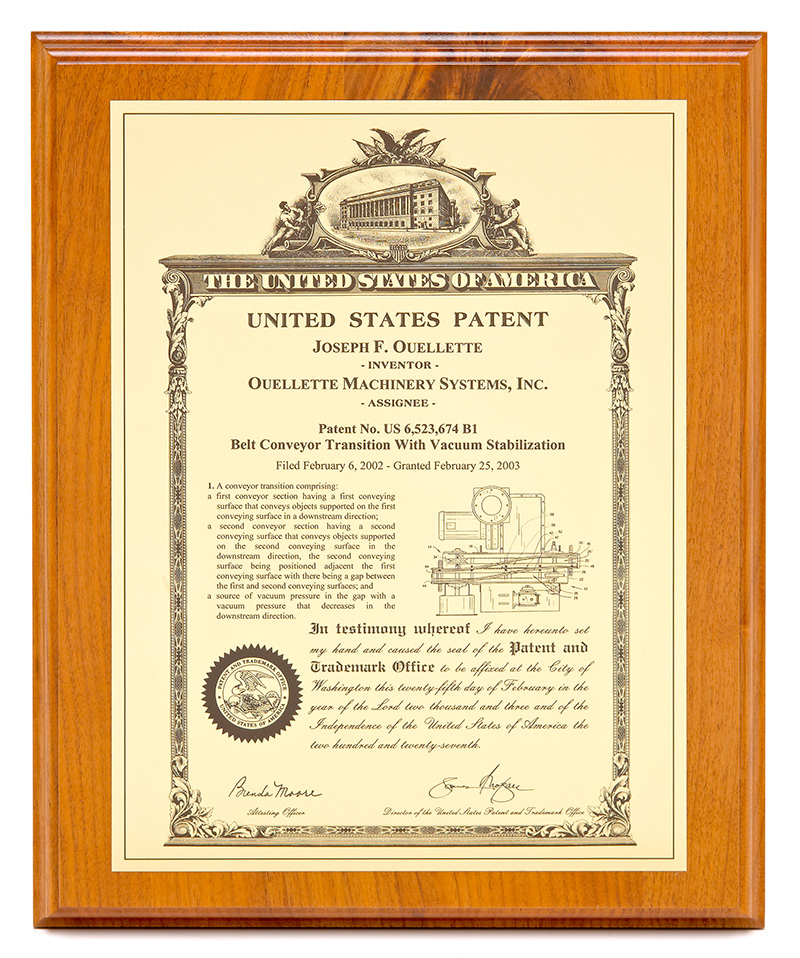 THE UNITED STATES OF AMERICA
UNITED STATES PATENT
JOSEPH F. OUELLETTE
- INVENTOR -
OUELLETTE MACHINERY SYSTEMS, INC.
- ASSIGNEE -
Patent No. US 6,523,674 B1
Belt Conveyor Transition With Vacuum Stabilization
Filed February 6, 2002 - Granted February 25, 2003
1. A conveyor transition comprising:
a first conveyor section having a first conveying
surface that conveys objects supported on the first
conveying surface in a downstream direction;
a second conveyor section having a second
conveying surface that conveys objects supported
on the second conveying surface in the
downstream direction, the second conveying
surface being positioned adjacent the first
conveying surface with there being a gap between
the first and second conveying surfaces; and
a source of vacuum pressure in the gap with a
vacuum pressure that decreases in the
downstream direction.
In testimony whereof I have hereunto set
my hand and caused the seal of the Patent and
Trademark Office to be affixed at the City of
Washington this twenty-fifth day of February in the
year of the Lord two thousand and three and of the
Independence of the United States of America the
two hundred and twenty-seventh.
PATENT AND TRADEMARK OFFICE
UNITED STATES OF AMERICA
Brenda Moore
Attesting Officer
Director of the United States Patent and Trademark Office